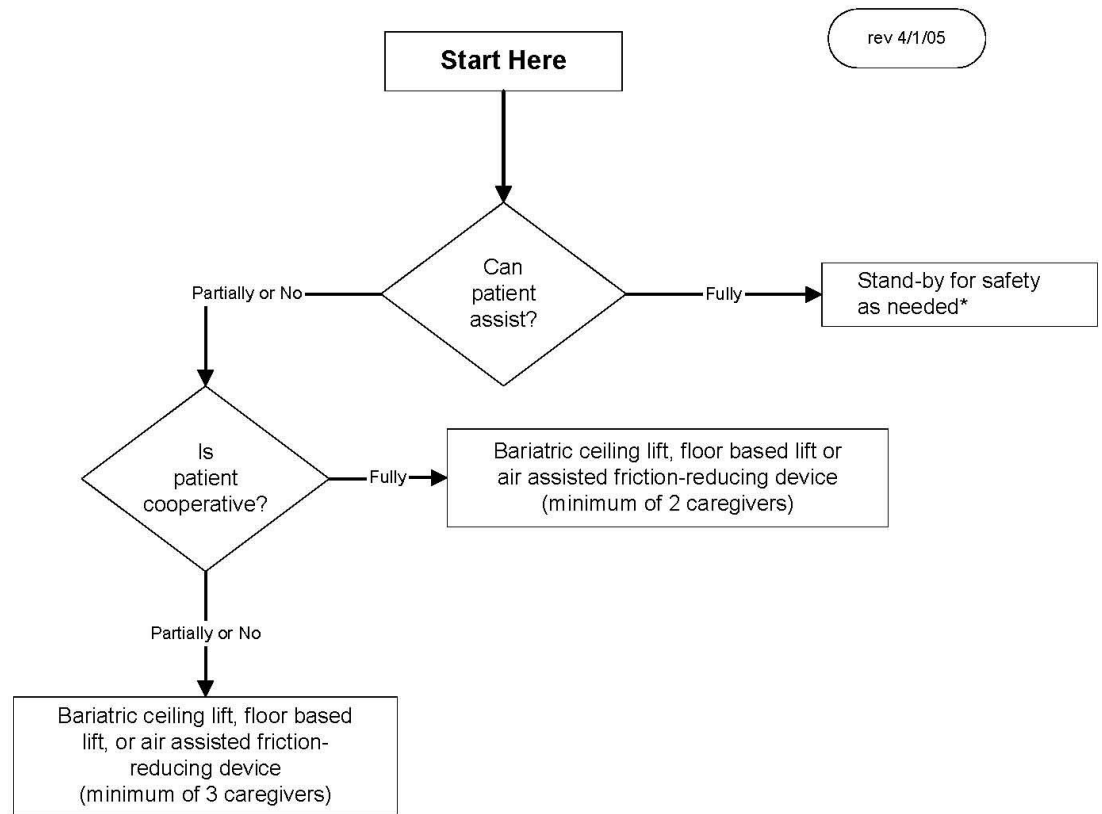 rev 4/1/05
Start Here
Can
patient
assist?
Partially or No
Fully
Stand-by for safety
as needed*
Is
patient
cooperative?
Fully
Bariatric ceiling lift, floor based lift or
air assisted friction-reducing device
(minimum of 2 caregivers)
Partially or No
Bariatric ceiling lift, floor based
lift, or air assisted friction-
reducing device
(minimum of 3 caregivers)